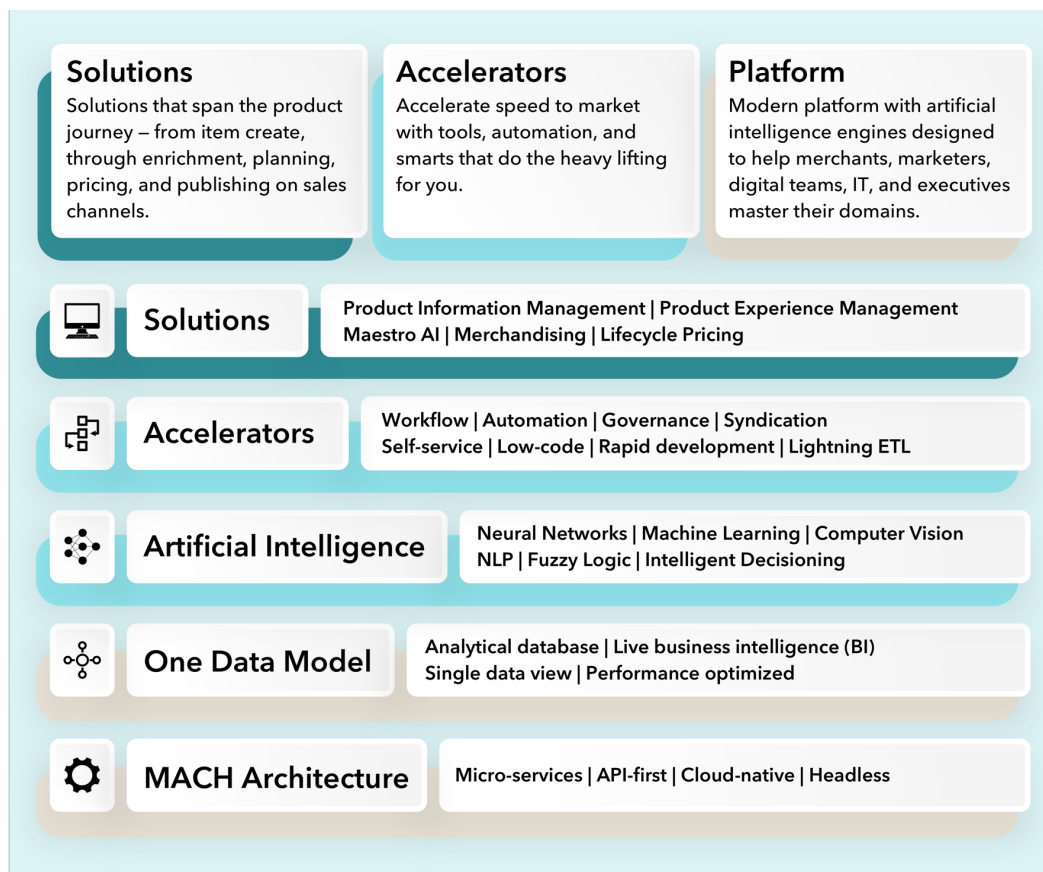 Solutions
Solutions that span the product
journey – from item create,
through enrichment, planning,
pricing, and publishing on sales
channels.
Accelerators
Accelerate speed to market
with tools, automation, and
smarts that do the heavy lifting
for you.
Platform
Modern platform with artificial
intelligence engines designed
to help merchants, marketers,
digital teams, IT, and executives
master their domains.
Solutions
Product Information Management | Product Experience Management
Maestro AI | Merchandising | Lifecycle Pricing
Accelerators
Workflow | Automation | Governance | Syndication
Self-service | Low-code | Rapid development | Lightning ETL
Artificial Intelligence
Neural Networks | Machine Learning | Computer Vision
NLP | Fuzzy Logic | Intelligent Decisioning
One Data Model
Analytical database | Live business intelligence (BI)
Single data view | Performance optimized
MACH Architecture
Micro-services | API-first | Cloud-native | Headless